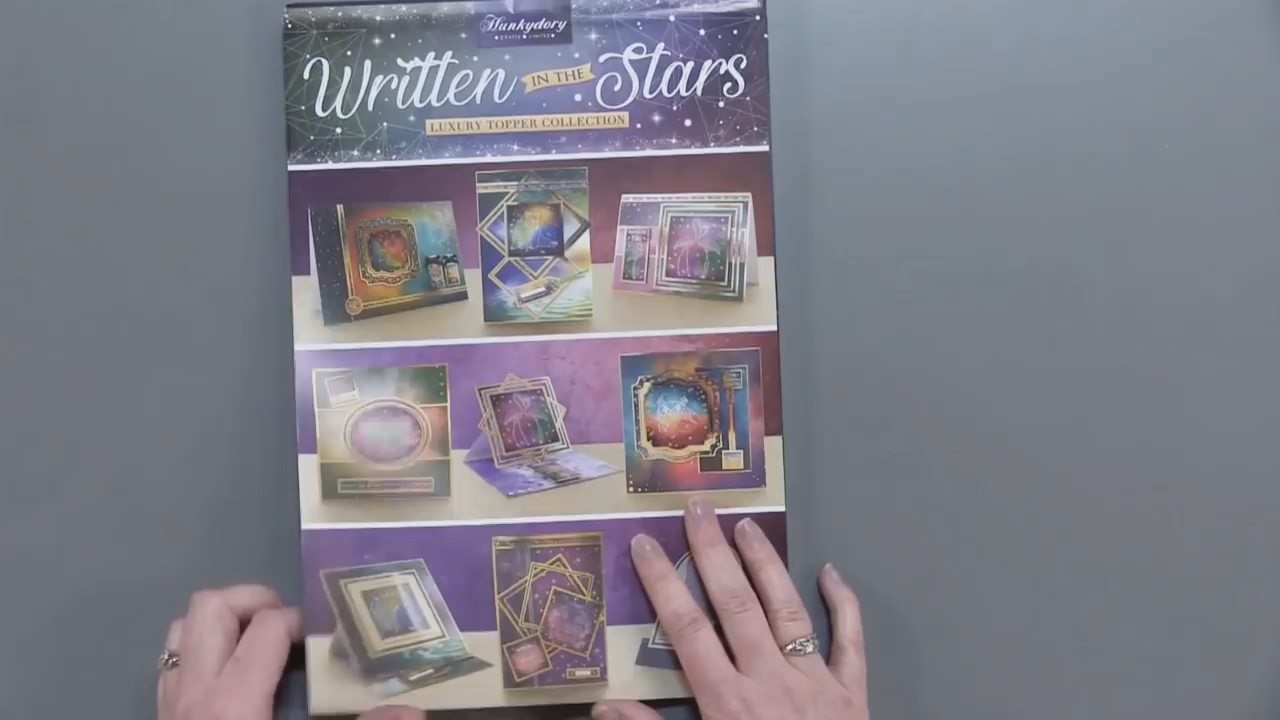 Hunkydory
CRAFTS LIMITED
Written IN THE Stars
LUXURY TOPPER COLLECTION